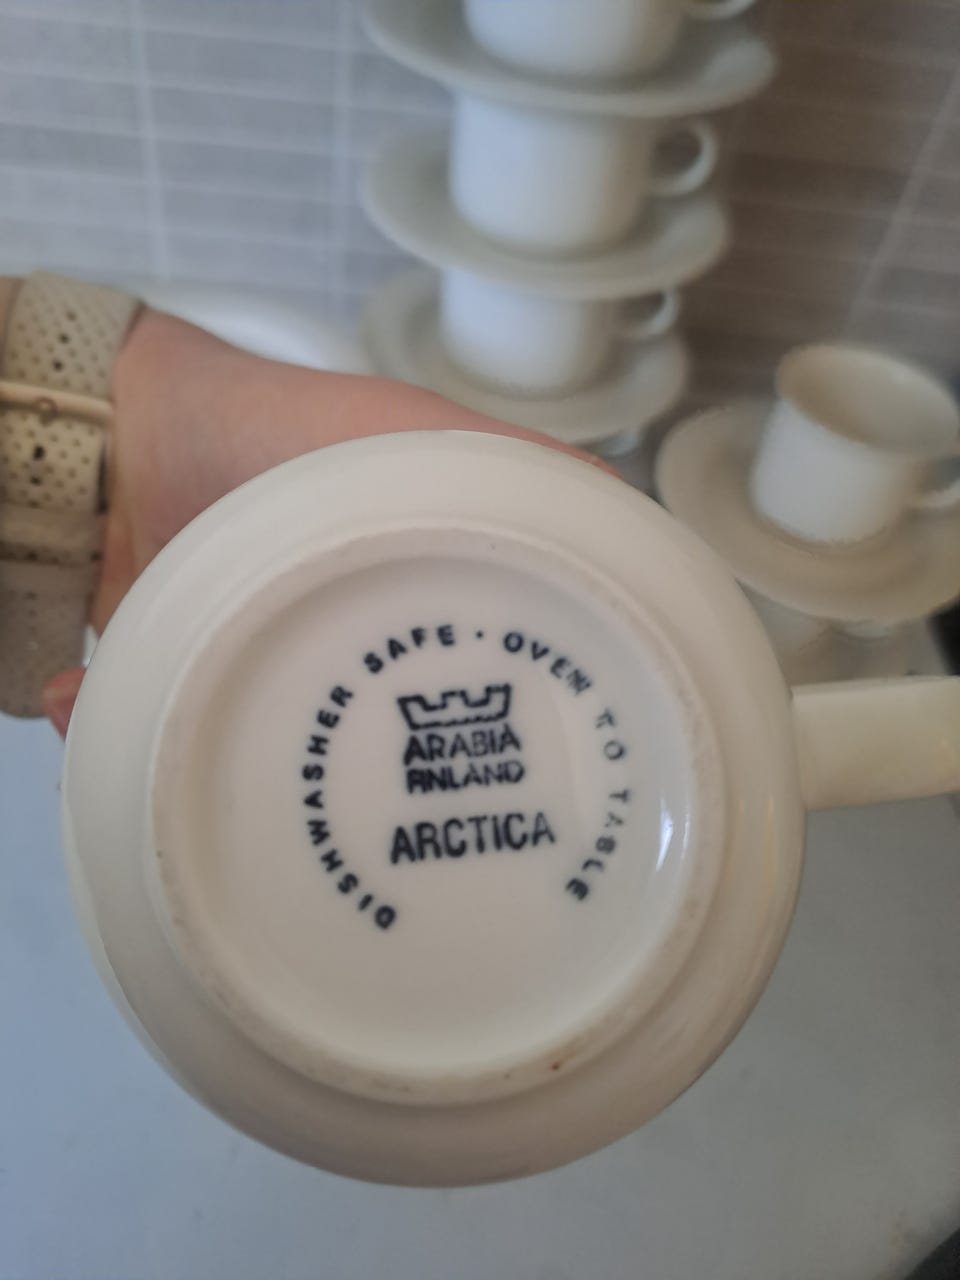 DISHWASHER SAFE · OVEN TO TABLE
ARABIA
FINLAND
ARCTICA